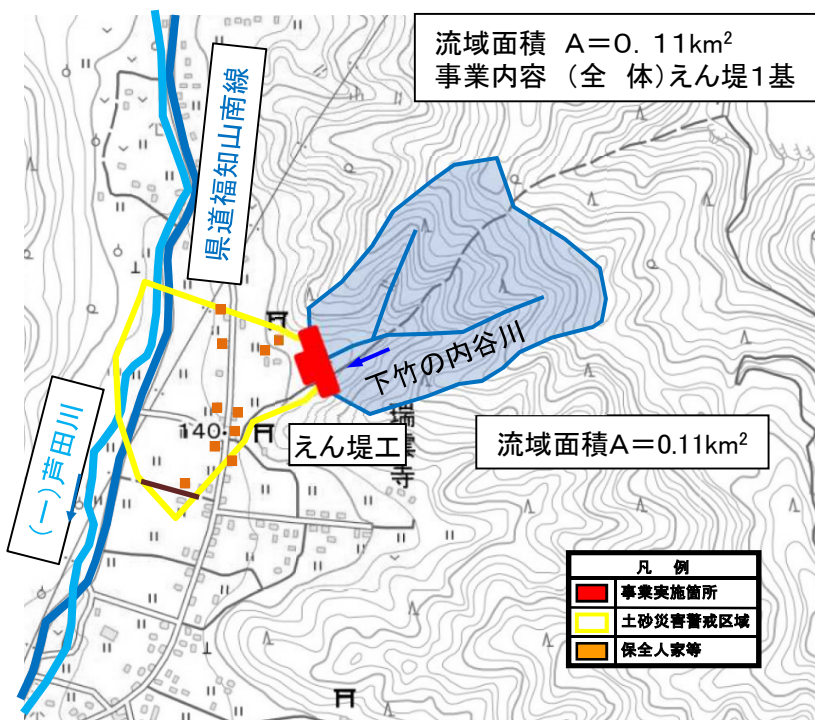 流域面積 A=0. 11km²
事業内容 (全 体)えん堤1基
県道福知山南線
下竹の内谷川
140.
えん堤工
瑞雲寺
流域面積A=0.11km²
(一)芦田川
凡 例
事業実施箇所
土砂災害警戒区域
保全人家等